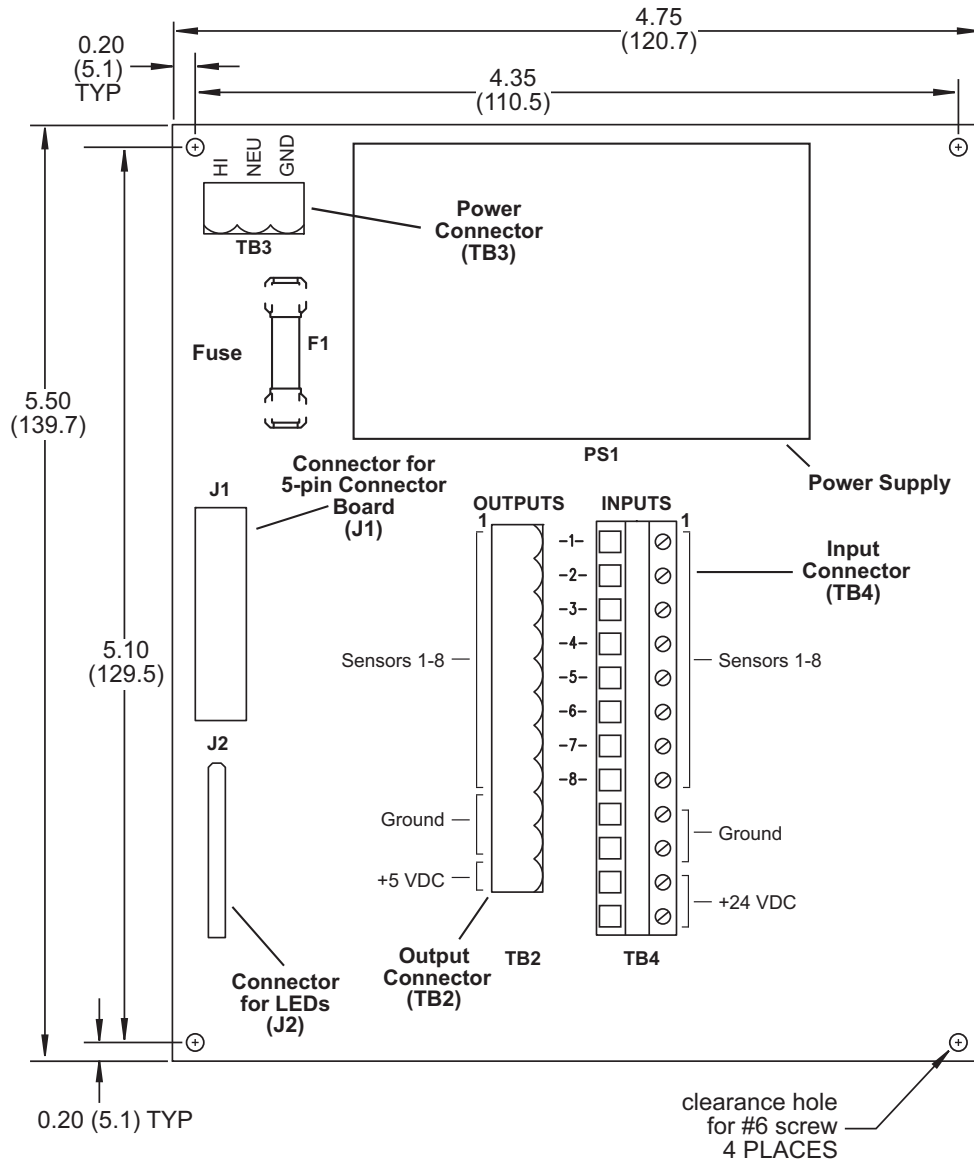 4.75
(120.7)
0.20
(5.1)
TYP
4.35
(110.5)
HI
NEU
GND
TB3
Power
Connector
(TB3)
Fuse
F1
5.50
(139.7)
PS1
Power Supply
Connector for
5-pin Connector
Board
(J1)
J1
OUTPUTS
INPUTS
1
1
-1-
-2-
-3-
-4-
-5-
-6-
-7-
-8-
Input
Connector
(TB4)
5.10
(129.5)
Sensors 1-8
Sensors 1-8
J2
Ground
Ground
+5 VDC
+24 VDC
Output
Connector
(TB2)
TB2
TB4
Connector
for LEDs
(J2)
0.20 (5.1) TYP
clearance hole
for #6 screw
4 PLACES